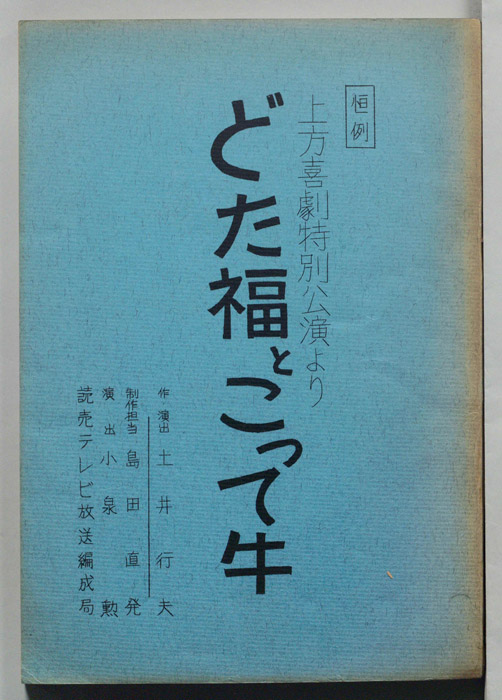 恒例
上方喜劇特別公演より
どた福とこって牛
作・演出 土井行夫
制作担当 島田直発
演出 小泉勲
読売テレビ放送編成局